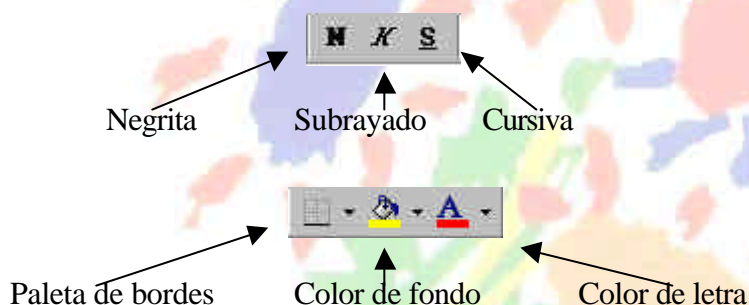 N K S
Negrita Subrayado Cursiva
A
Paleta de bordes Color de fondo Color de letra